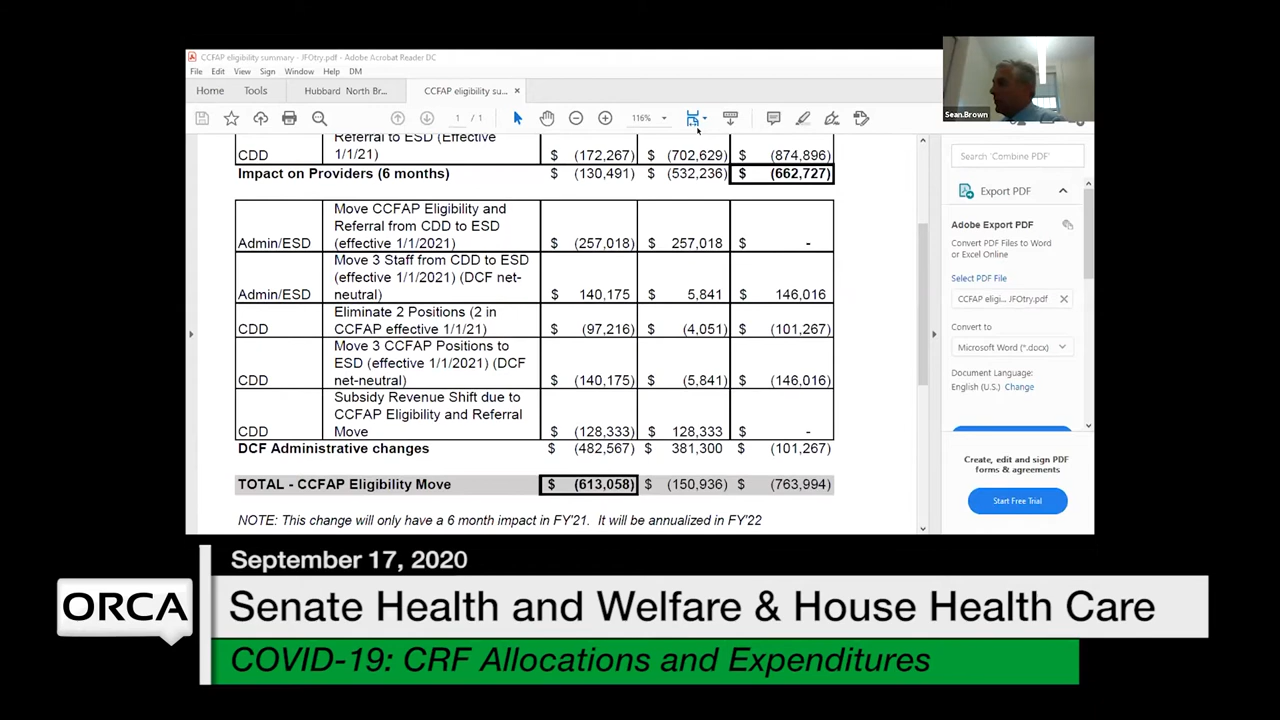 CCFAP eligibility summary - JFOtry.pdf - Adobe Acrobat Reader DC
File Edit View Sign Window Help DM
Home Tools Hubbard North Br... CCFAP eligibility su... ×
1 / 1 116%
Sean.Brown
Referral to ESD (Effective
CDD 1/1/21) $ (172,267) $ (702,629) $ (874,896)
Impact on Providers (6 months) $ (130,491) $ (532,236) $ (662,727)
Move CCFAP Eligibility and
Referral from CDD to ESD
Admin/ESD (effective 1/1/2021) $ (257,018) $ 257,018 $ -
Move 3 Staff from CDD to ESD
(effective 1/1/2021) (DCF net-
Admin/ESD neutral) $ 140,175 $ 5,841 $ 146,016
Eliminate 2 Positions (2 in
CDD CCFAP effective 1/1/21) $ (97,216) $ (4,051) $ (101,267)
Move 3 CCFAP Positions to
ESD (effective 1/1/2021) (DCF
CDD net-neutral) $ (140,175) $ (5,841) $ (146,016)
Subsidy Revenue Shift due to
CCFAP Eligibility and Referral
CDD Move $ (128,333) $ 128,333 $ -
DCF Administrative changes $ (482,567) $ 381,300 $ (101,267)
TOTAL - CCFAP Eligibility Move $ (613,058) $ (150,936) $ (763,994)
NOTE: This change will only have a 6 month impact in FY'21. It will be annualized in FY'22
Search 'Combine PDF'
Export PDF
Adobe Export PDF
Convert PDF Files to Word
or Excel Online
Select PDF File
CCFAP eligi... JFOtry.pdf ×
Convert to
Microsoft Word (*.docx)
Document Language:
English (U.S.) Change
Create, edit and sign PDF
forms & agreements
Start Free Trial
September 17, 2020
ORCA
Senate Health and Welfare & House Health Care
COVID-19: CRF Allocations and Expenditures